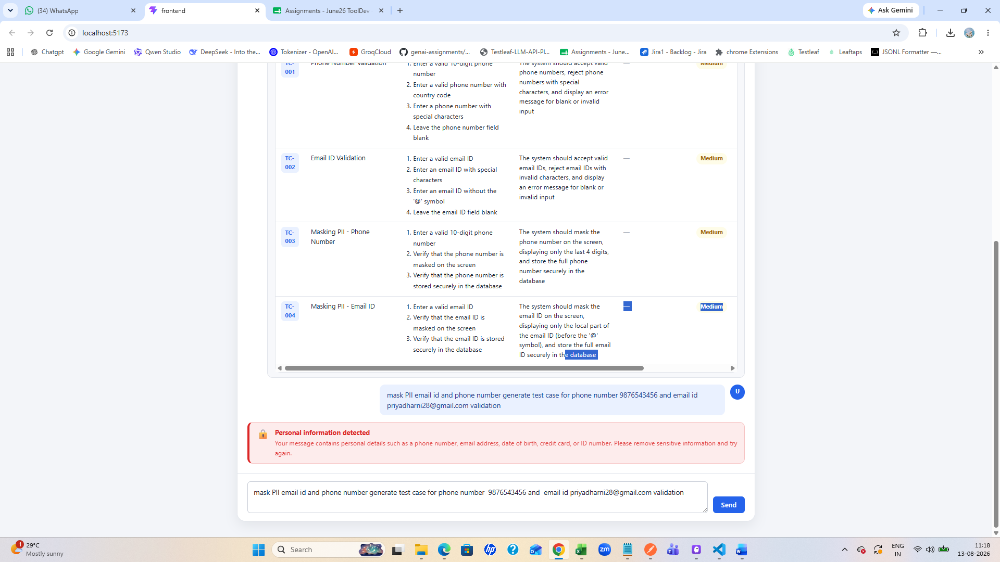 (34) WhatsApp
frontend
Assignments - June26 ToolDev
Ask Gemini
localhost:5173
Chatgpt
Google Gemini
Qwen Studio
DeepSeek - Into the...
Tokenizer - OpenAI...
GroqCloud
genai-assignments/...
Testleaf-LLM-API-Pl...
Assignments - June...
Jira1 - Backlog - Jira
chrome Extensions
Testleaf
Leaftaps
JSONL Formatter —...
TC-
001
Phone Number Validation
1. Enter a valid 10-digit phone
number
2. Enter a valid phone number with
country code
3. Enter a phone number with
special characters
4. Leave the phone number field
blank
The system should accept valid
phone numbers, reject phone
numbers with special
characters, and display an error
message for blank or invalid
input
—
Medium
TC-
002
Email ID Validation
1. Enter a valid email ID
2. Enter an email ID with special
characters
3. Enter an email ID without the
'@' symbol
4. Leave the email ID field blank
The system should accept valid
email IDs, reject email IDs with
invalid characters, and display
an error message for blank or
invalid input
—
Medium
TC-
003
Masking PII - Phone
Number
1. Enter a valid 10-digit phone
number
2. Verify that the phone number is
masked on the screen
3. Verify that the phone number is
stored securely in the database
The system should mask the
phone number on the screen,
displaying only the last 4 digits,
and store the full phone
number securely in the
database
—
Medium
TC-
004
Masking PII - Email ID
1. Enter a valid email ID
2. Verify that the email ID is
masked on the screen
3. Verify that the email ID is stored
securely in the database
The system should mask the
email ID on the screen,
displaying only the local part of
the email ID (before the '@'
symbol), and store the full email
ID securely in the database
—
Medium
mask PII email id and phone number generate test case for phone number 9876543456 and email id
priyadharni28@gmail.com validation
U
Personal information detected
Your message contains personal details such as a phone number, email address, date of birth, credit card, or ID number. Please remove sensitive information and try
again.
mask PII email id and phone number generate test case for phone number  9876543456 and  email id priyadharni28@gmail.com validation
Send
1
29°C
Mostly sunny
Search
hp
zm
ENG
IN
11:18
13-08-2026